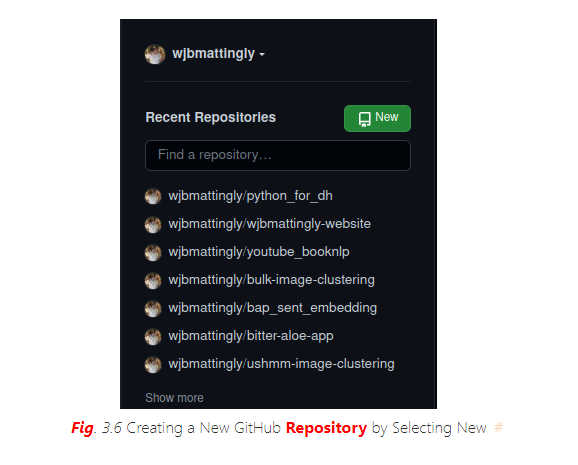 wjbmattingly
Recent Repositories New
Find a repository...
wjbmattingly/python_for_dh
wjbmattingly/wjbmattingly-website
wjbmattingly/youtube_booknlp
wjbmattingly/bulk-image-clustering
wjbmattingly/bap_sent_embedding
wjbmattingly/bitter-aloe-app
wjbmattingly/ushmm-image-clustering
Show more
Fig. 3.6 Creating a New GitHub Repository by Selecting New #